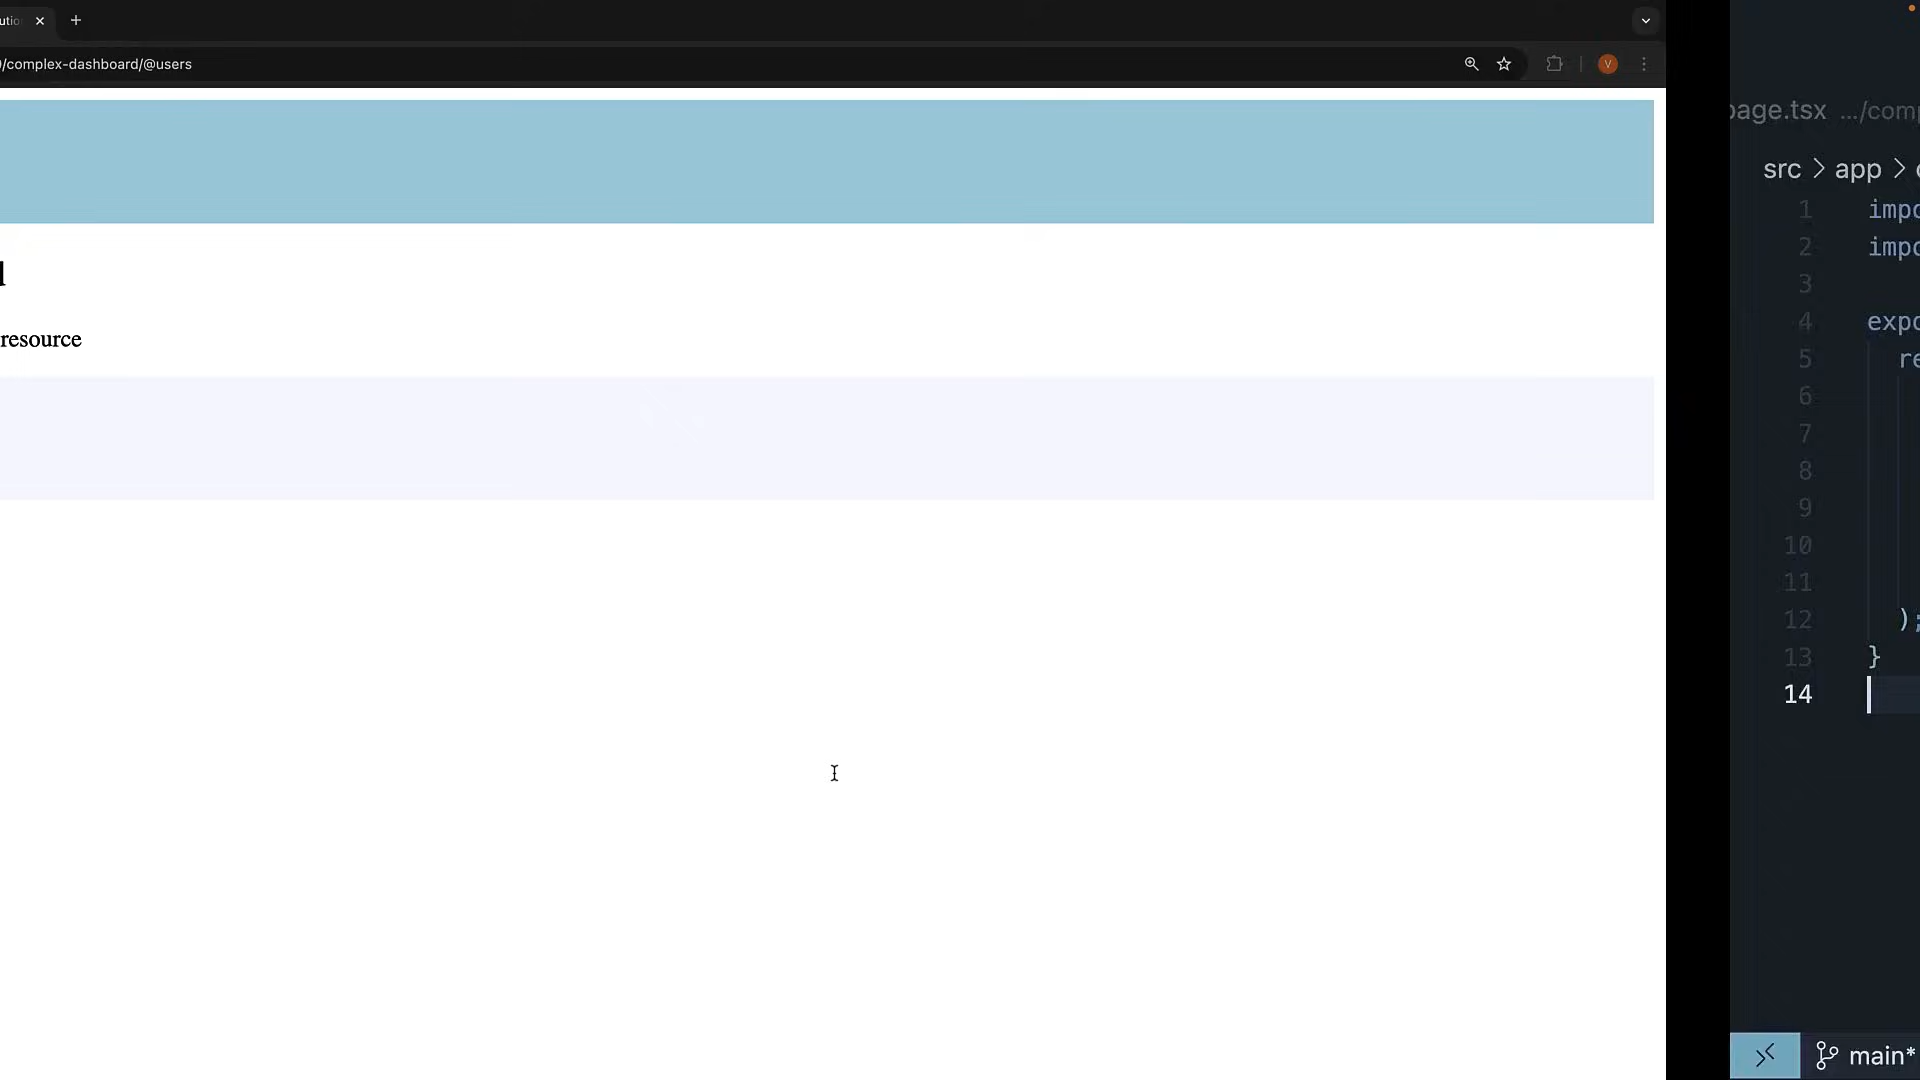 /complex-dashboard/@users
V
resource
page.tsx .../comp
src > app >
1 impo
2 impo
3
4 expo
5 re
6
7
8
9
10
11
12 );
13 }
14
main*